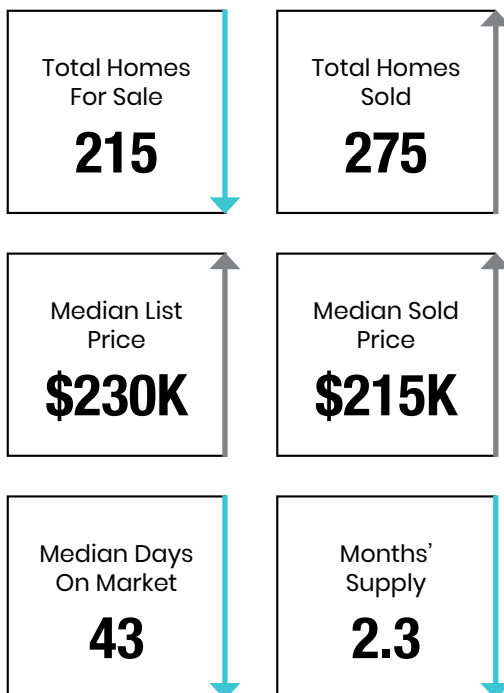 Total Homes
For Sale
215
Total Homes
Sold
275
Median List
Price
$230K
Median Sold
Price
$215K
Median Days
On Market
43
Months’
Supply
2.3